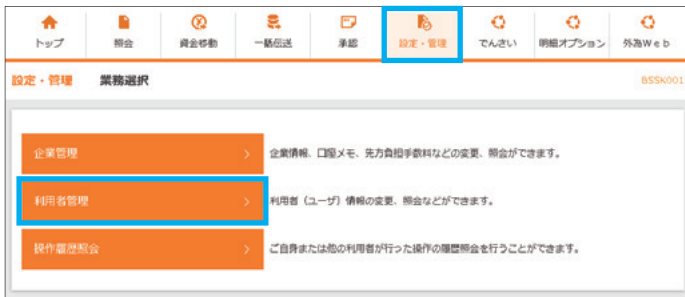 トップ 照会 資金移動 一括伝送 承認 設定・管理 でんさい 明細オプション 外為Web
設定・管理 業務選択 BSSK001
企業管理 企業情報、口座メモ、先方負担手数料などの変更、照会ができます。
利用者管理 利用者（ユーザ）情報の変更、照会などができます。
操作履歴照会 ご自身または他の利用者が行った操作の履歴照会を行うことができます。